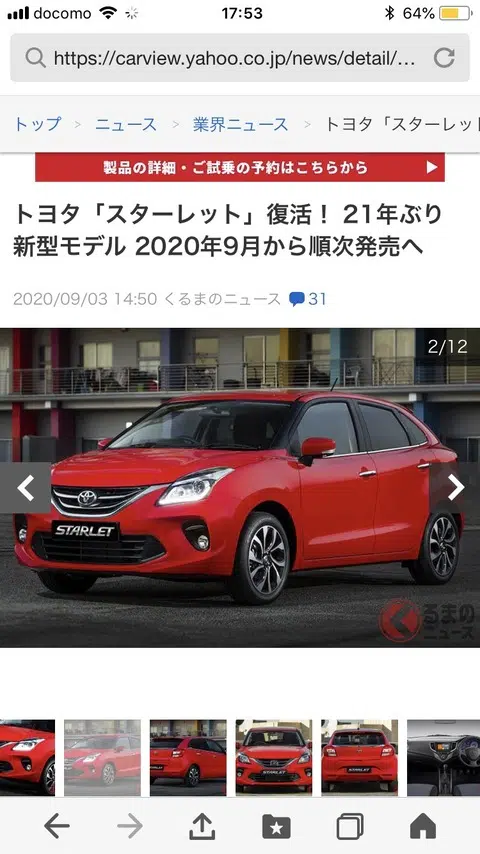 docomo 17:53 64%
https://carview.yahoo.co.jp/news/detail/...
トップ > ニュース > 業界ニュース > トヨタ「スターレット
製品の詳細・ご試乗の予約はこちらから
トヨタ「スターレット」復活！ 21年ぶり
新型モデル 2020年9月から順次発売へ
2020/09/03 14:50 くるまのニュース 31
2/12
STARLET
くるまの
ニュース